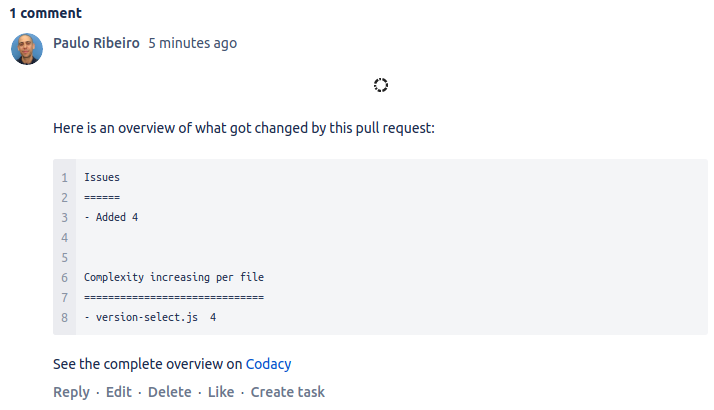 1 comment
Paulo Ribeiro 5 minutes ago
Here is an overview of what got changed by this pull request:
1 Issues
2 ======
3 - Added 4
4
5
6 Complexity increasing per file
7 ==============================
8 - version-select.js  4
See the complete overview on Codacy
Reply · Edit · Delete · Like · Create task